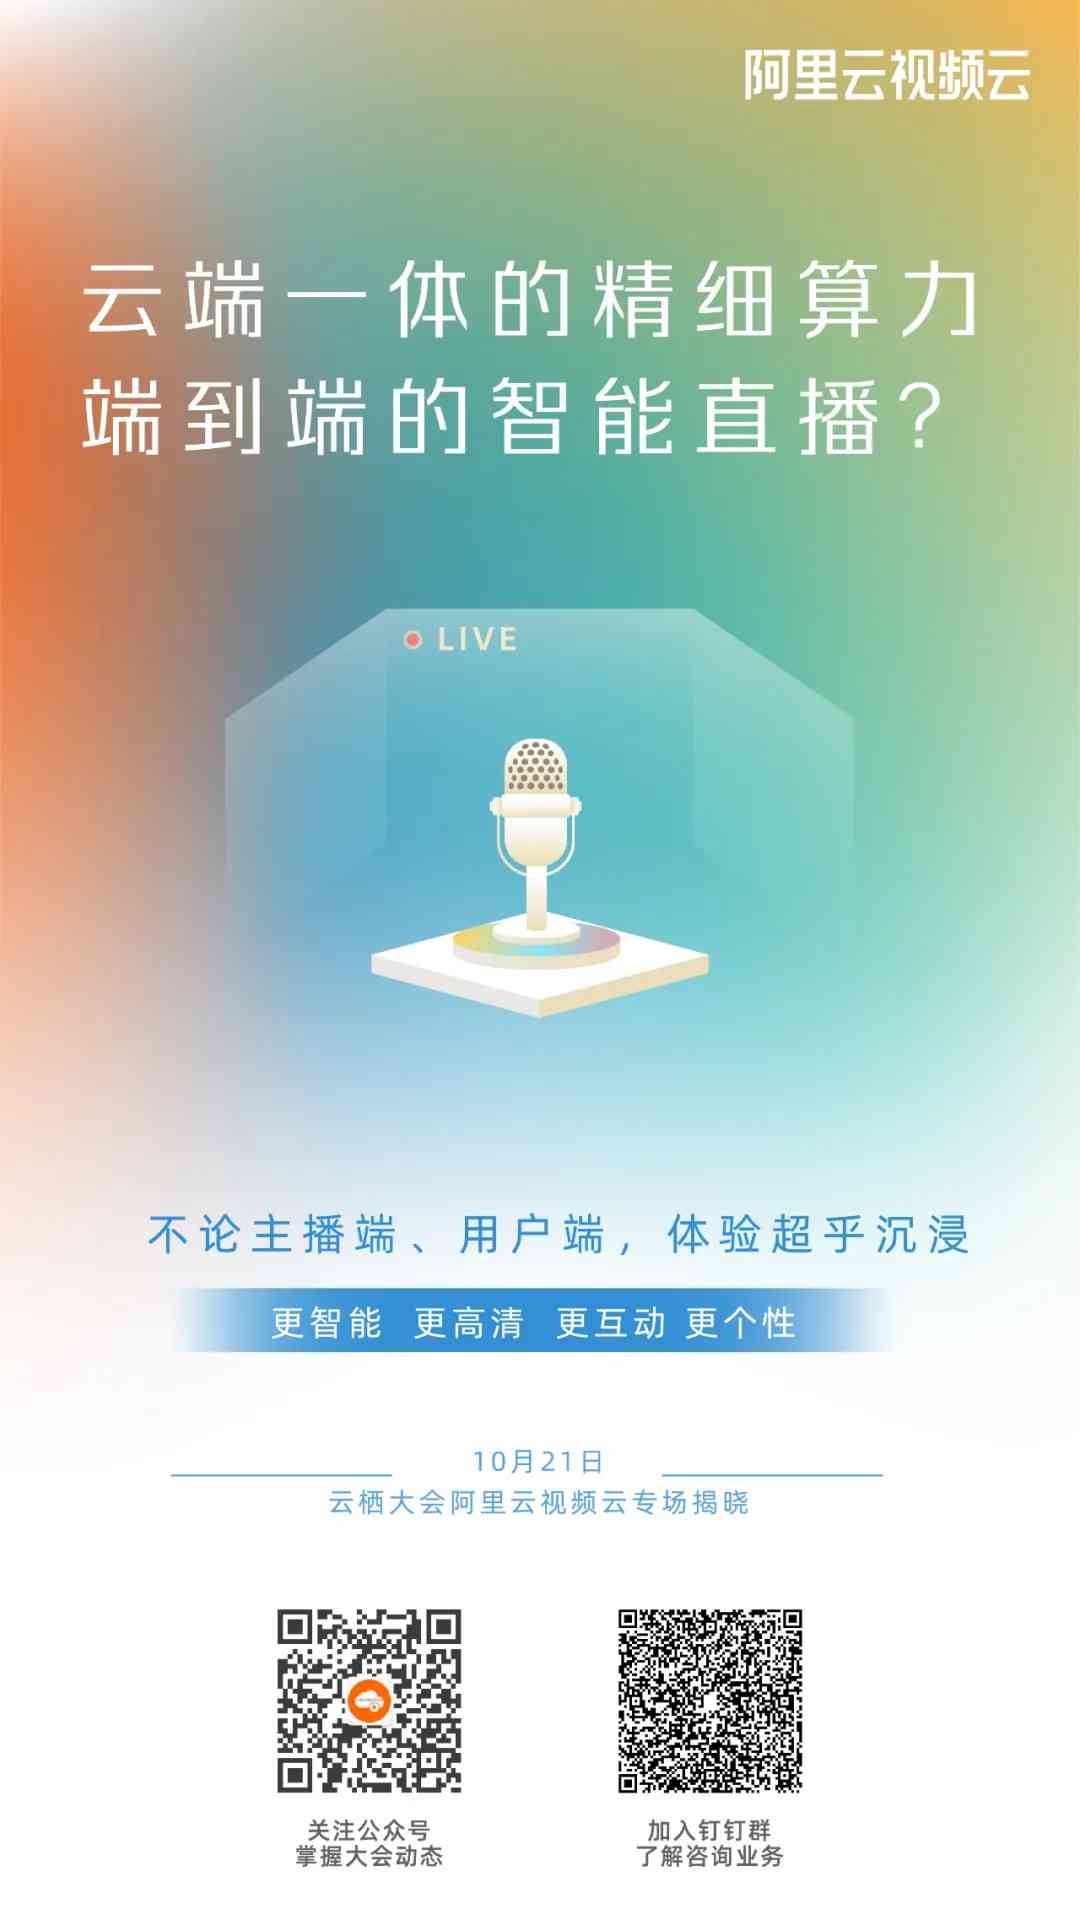 阿里云视频云
云端一体的精细算力
端到端的智能直播？
LIVE
不论主播端、用户端，体验超乎沉浸
更智能 更高清 更互动 更个性
10月21日
云栖大会阿里云视频云专场揭晓
关注公众号
掌握大会动态
加入钉钉群
了解咨询业务